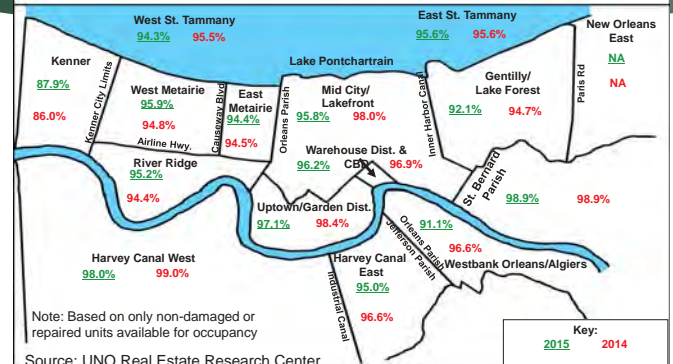 West St. Tammany
94.3% 95.5%
East St. Tammany
95.6% 95.6%
New Orleans
East
NA
NA
Lake Pontchartrain
Kenner
87.9%
86.0%
Kenner City Limits
West Metairie
95.9%
94.8%
Airline Hwy.
Causeway Blvd
East
Metairie
94.4%
94.5%
Orleans Parish
Mid City/
Lakefront
95.8% 98.0%
Inner Harbor Canal
Gentilly/
Lake Forest
92.1% 94.7%
Paris Rd
River Ridge
95.2%
94.4%
Warehouse Dist. &
CBD
96.2% 96.9%
St. Bernard
Parish
98.9% 98.9%
Uptown/Garden Dist.
97.1% 98.4%
Orleans Parish
Jefferson Parish
91.1%
96.6%
Westbank Orleans/Algiers
Harvey Canal West
98.0% 99.0%
Industrial Canal
Harvey Canal
East
95.0%
96.6%
Note: Based on only non-damaged or
repaired units available for occupancy
Source: UNO Real Estate Research Center
Key:
2015 2014